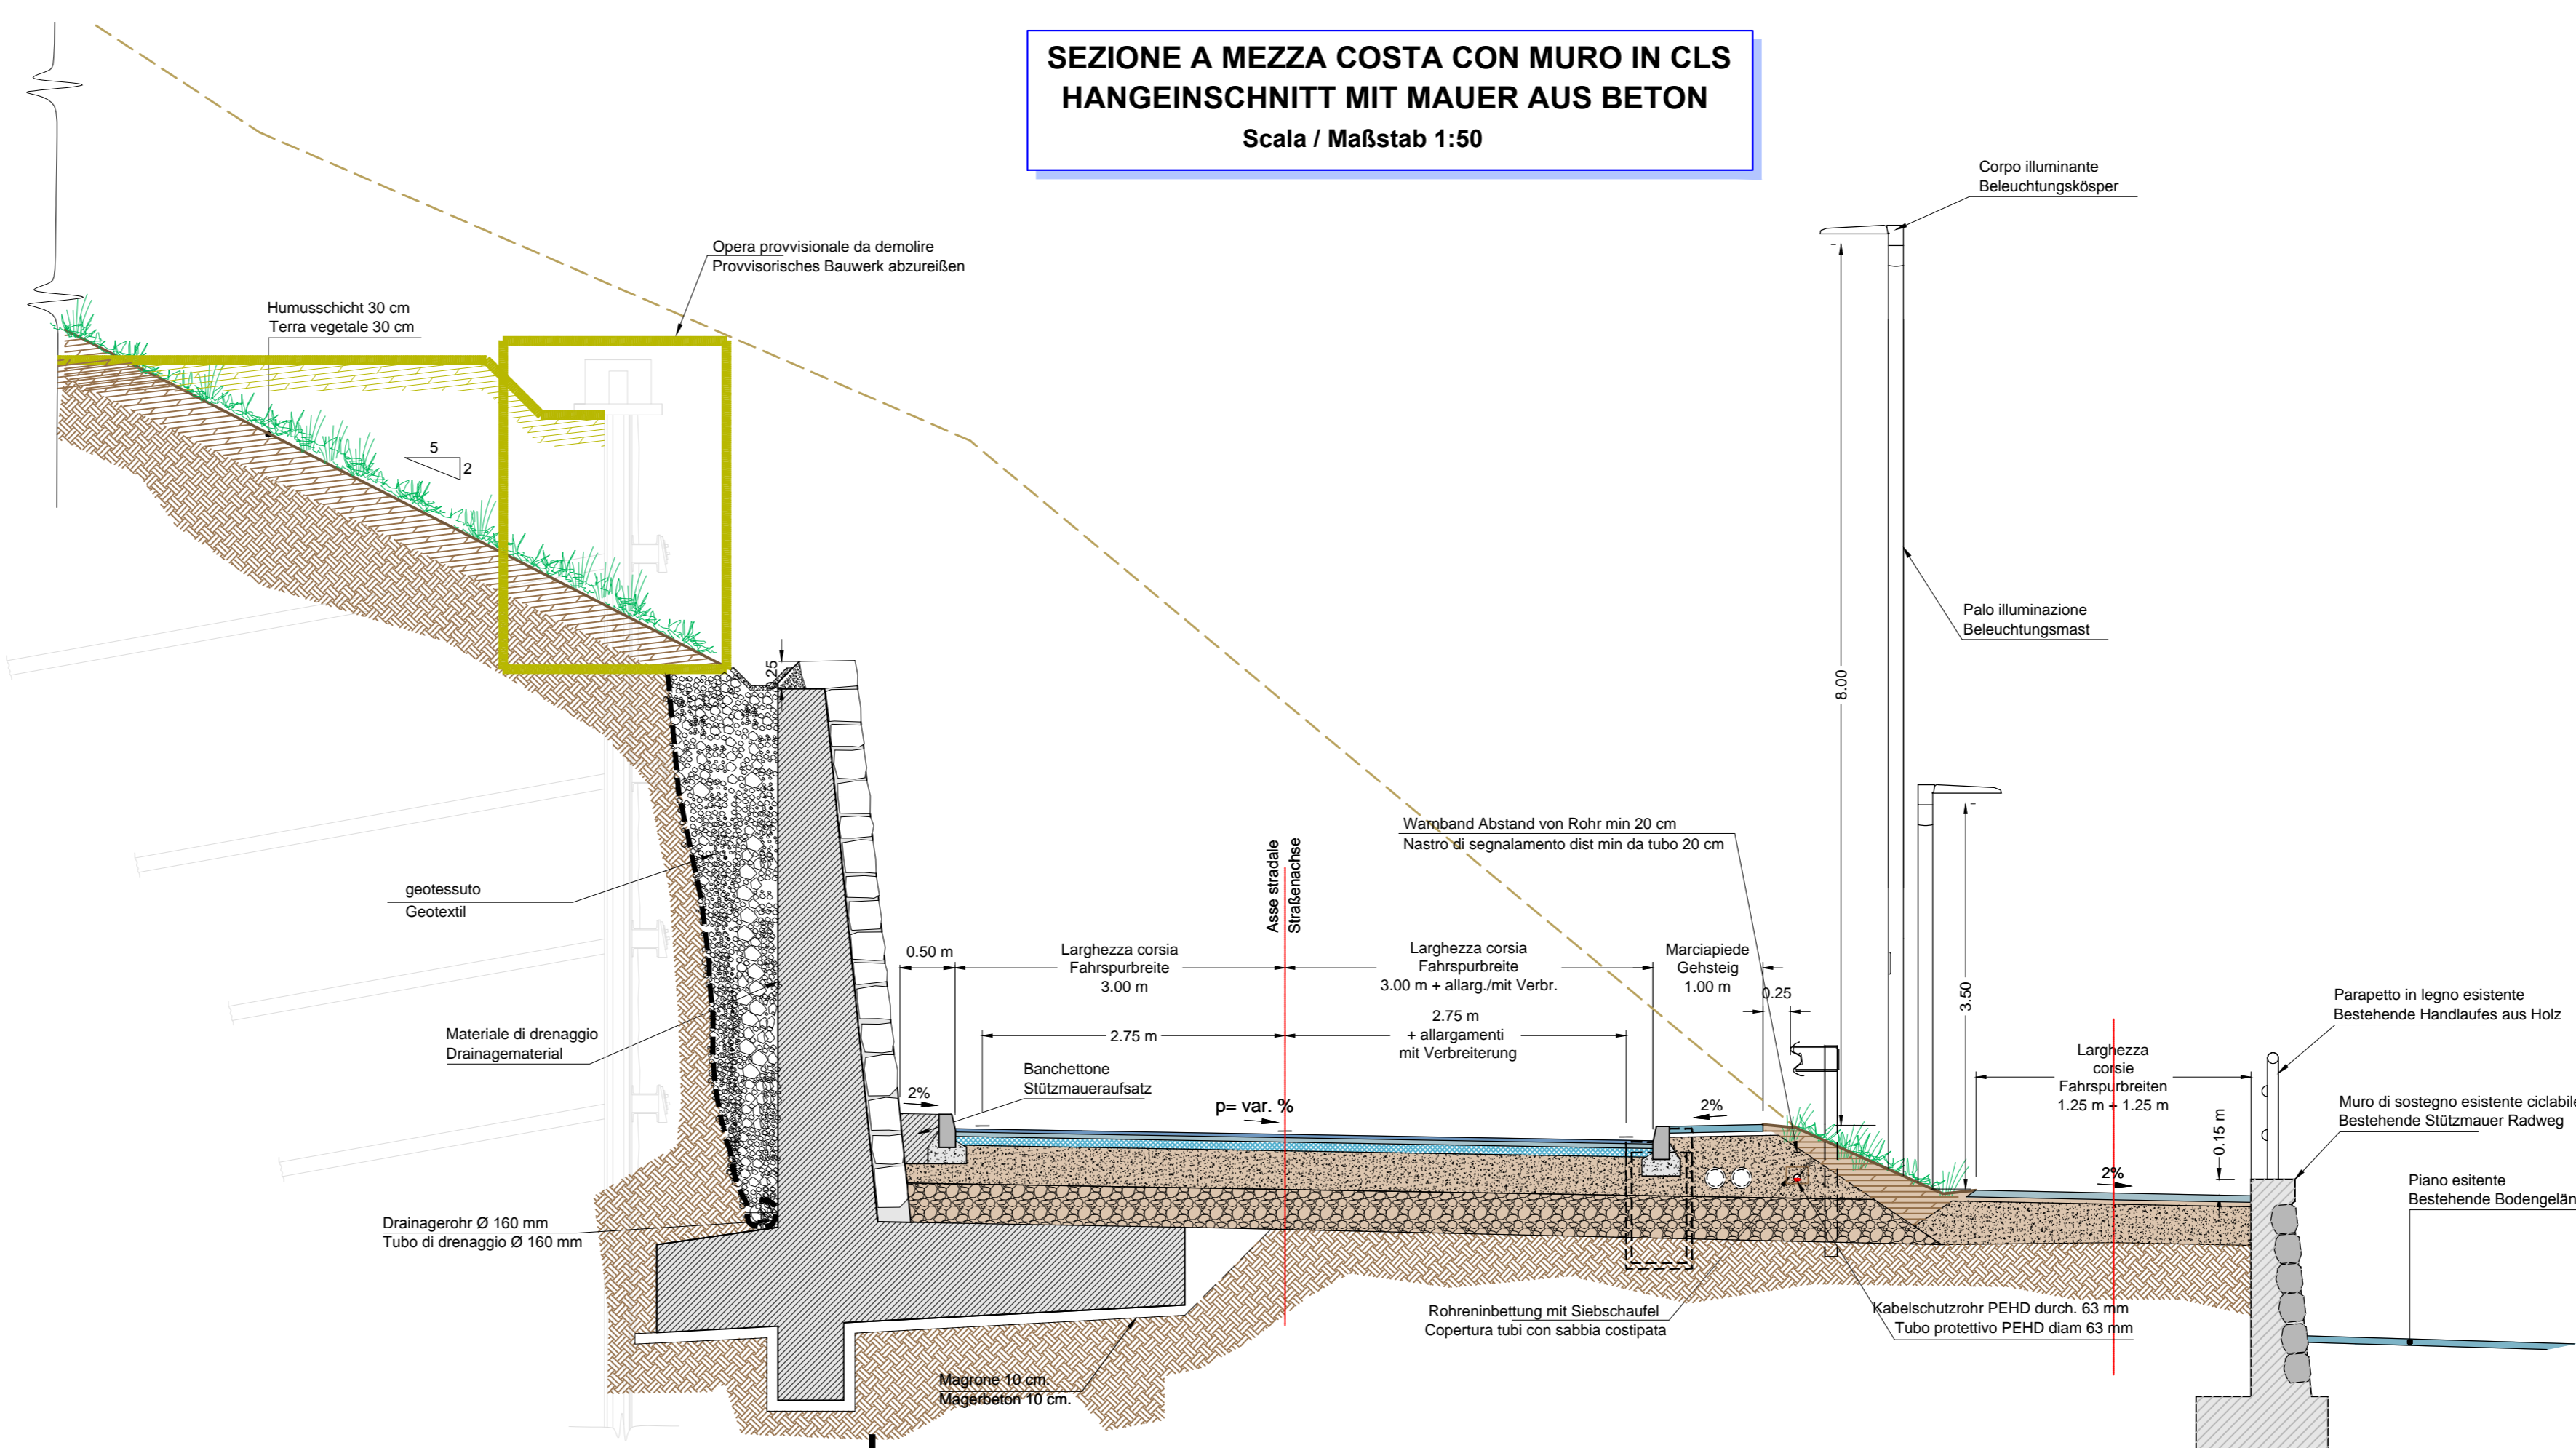 SEZIONE A MEZZA COSTA CON MURO IN CLS
HANGEINSCHNITT MIT MAUER AUS BETON
Scala / Maßstab 1:50
Corpo illuminante
Beleuchtungskösper
Opera provvisionale da demolire
Provvisorisches Bauwerk abzureißen
Humusschicht 30 cm
Terra vegetale 30 cm
5
2
Palo illuminazione
Beleuchtungsmast
0.25
8.00
Warnband Abstand von Rohr min 20 cm
Nastro di segnalamento dist min da tubo 20 cm
geotessuto
Geotextil
Asse stradale
Straßenachse
0.50 m
Larghezza corsia
Fahrspurbreite
3.00 m
Larghezza corsia
Fahrspurbreite
3.00 m + allarg./mit Verbr.
Marciapiede
Gehsteig
1.00 m
0.25
3.50
Parapetto in legno esistente
Bestehende Handlaufes aus Holz
Materiale di drenaggio
Drainagematerial
2.75 m
2.75 m
+ allargamenti
mit Verbreiterung
Banchettone
Stützmaueraufsatz
Larghezza
corsie
Fahrspurbreiten
1.25 m + 1.25 m
2%
p= var. %
2%
0.15 m
Muro di sostegno esistente ciclabile
Bestehende Stützmauer Radweg
2%
Piano esitente
Bestehende Bodengelän
Drainagerohr Ø 160 mm
Tubo di drenaggio Ø 160 mm
Rohreninbettung mit Siebschaufel
Copertura tubi con sabbia costipata
Kabelschutzrohr PEHD durch. 63 mm
Tubo protettivo PEHD diam 63 mm
Magrone 10 cm.
Magerbeton 10 cm.